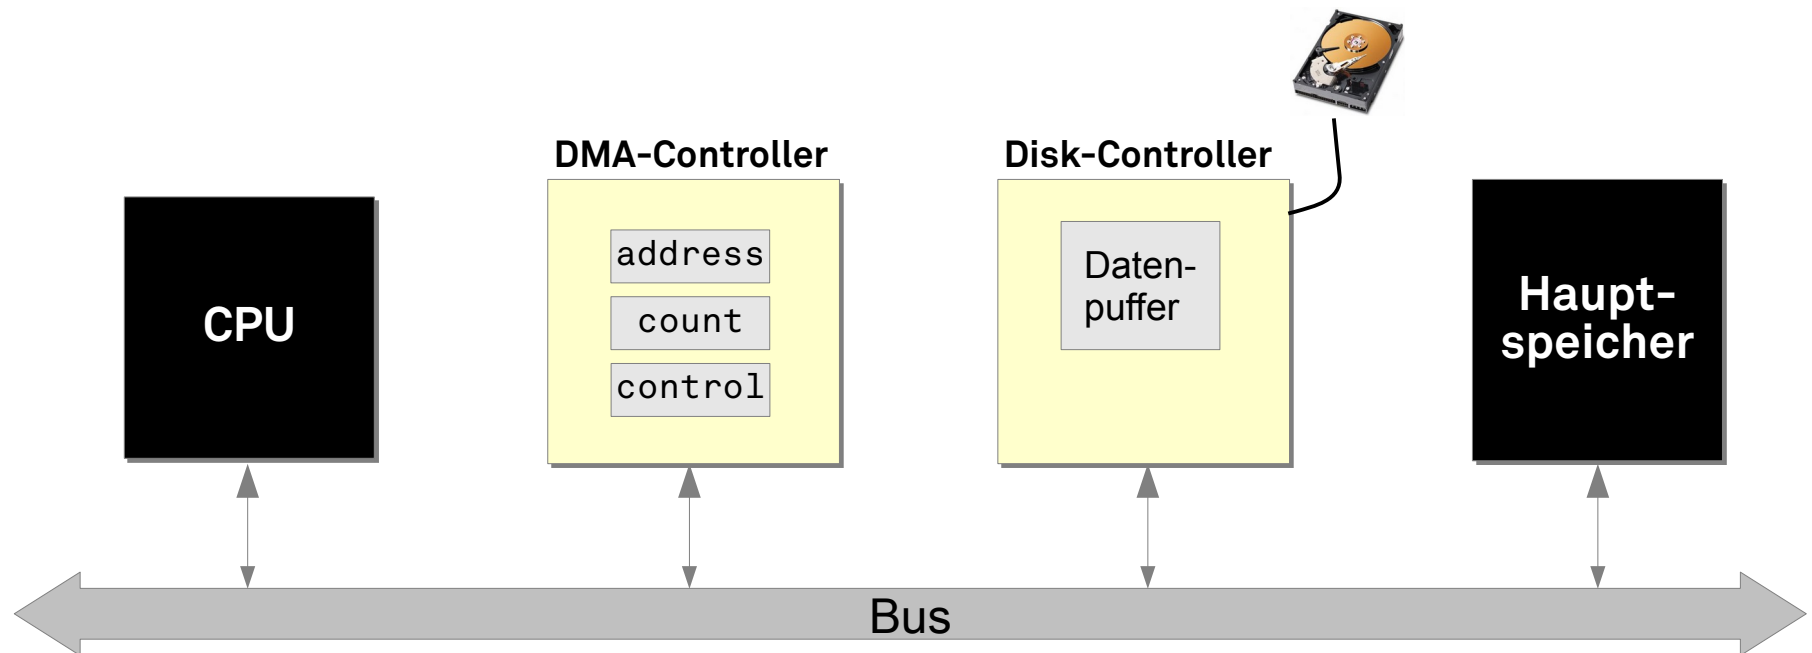 DMA-Controller
Disk-Controller
CPU
address
count
control
Daten-
puffer
Haupt-
speicher
Bus